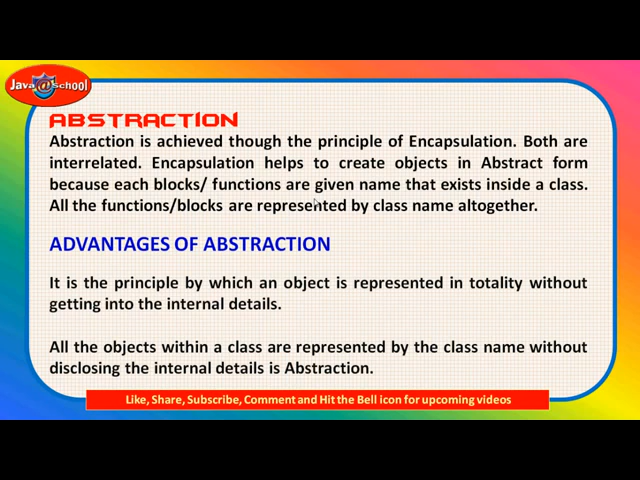 Java @ School
ABSTRACTION
Abstraction is achieved though the principle of Encapsulation. Both are
interrelated. Encapsulation helps to create objects in Abstract form
because each blocks/ functions are given name that exists inside a class.
All the functions/blocks are represented by class name altogether.
ADVANTAGES OF ABSTRACTION
It is the principle by which an object is represented in totality without
getting into the internal details.
All the objects within a class are represented by the class name without
disclosing the internal details is Abstraction.
Like, Share, Subscribe, Comment and Hit the Bell icon for upcoming videos